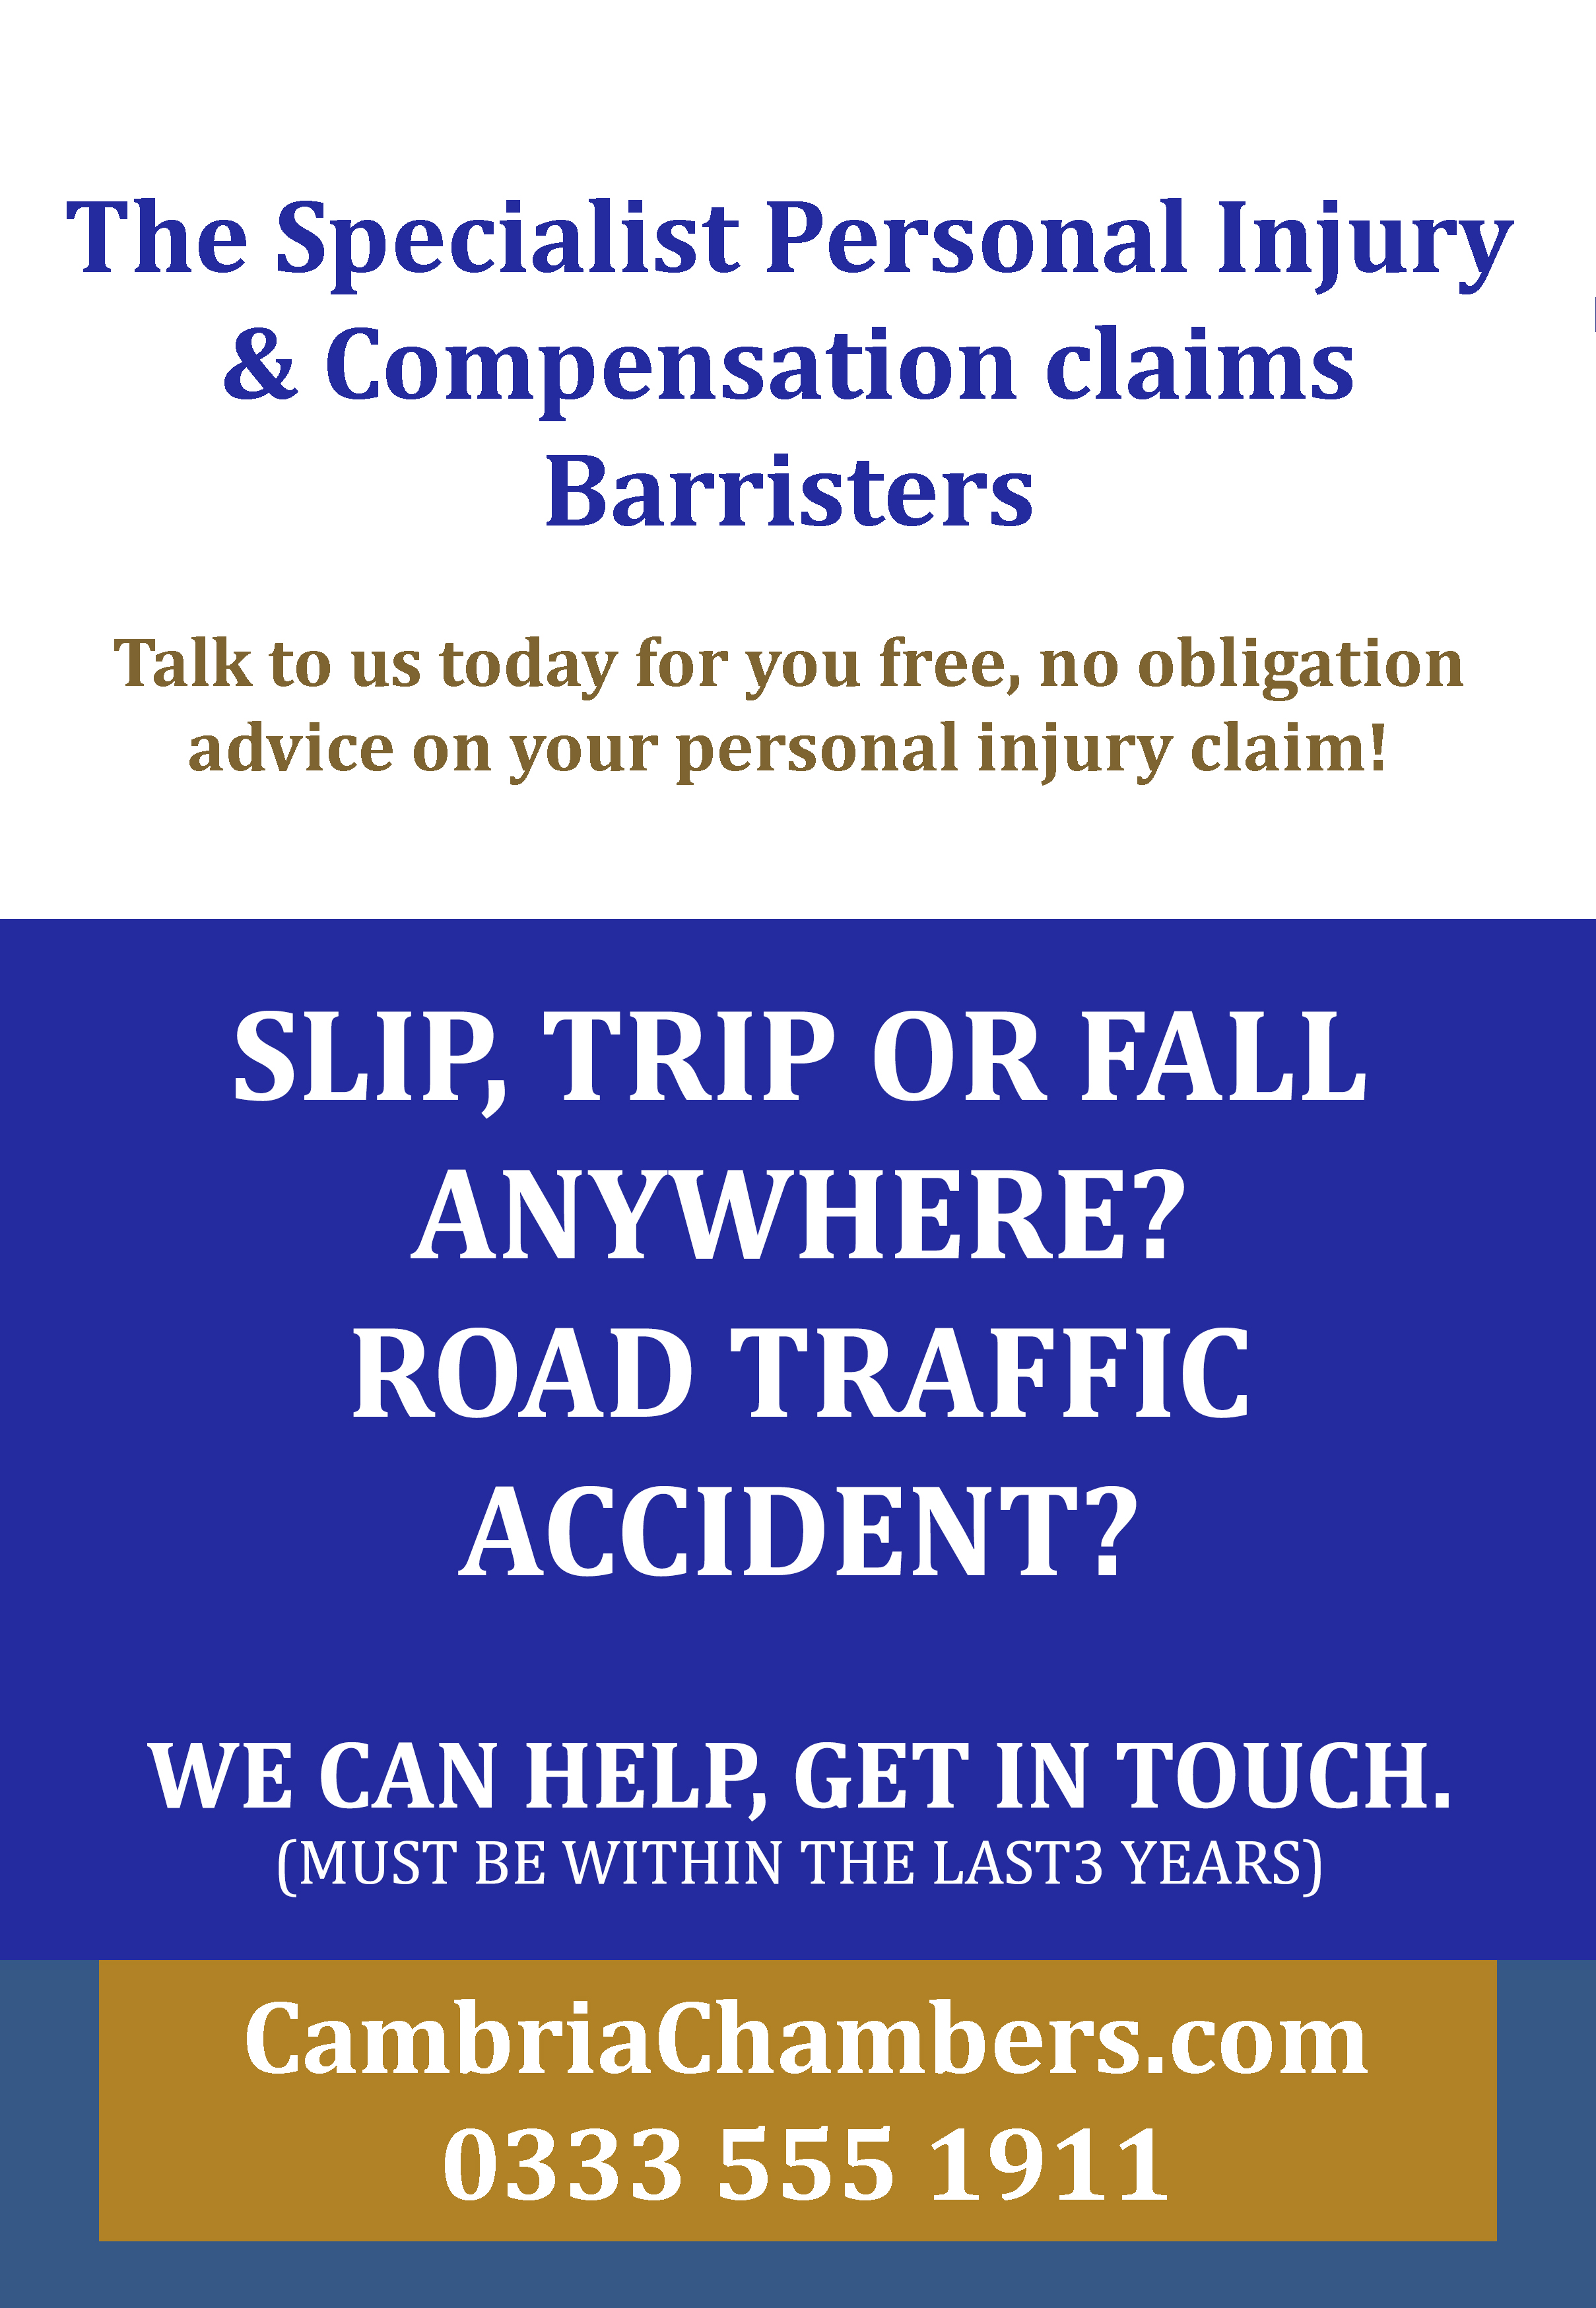 The Specialist Personal Injury
& Compensation claims
Barristers
Talk to us today for you free, no obligation
advice on your personal injury claim!
SLIP, TRIP OR FALL
ANYWHERE?
ROAD TRAFFIC
ACCIDENT?
WE CAN HELP, GET IN TOUCH.
(MUST BE WITHIN THE LAST3 YEARS)
CambriaChambers.com
0333 555 1911